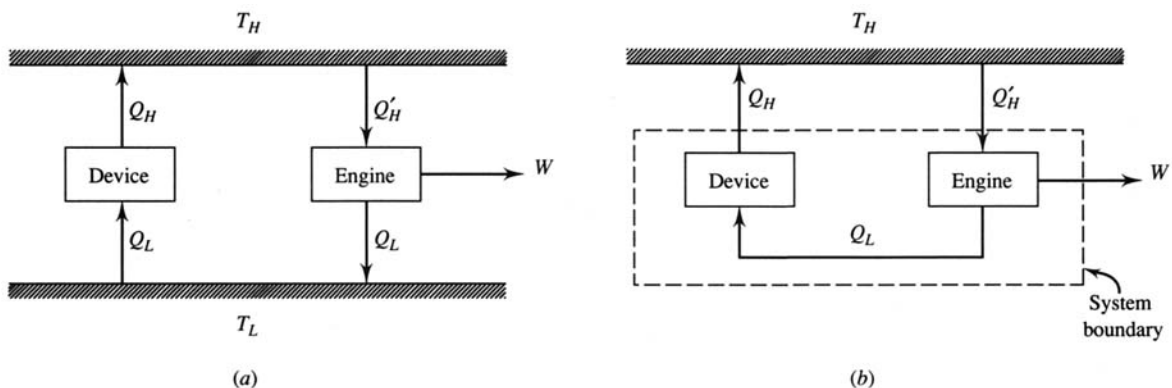 T_H
Q_H
Q′_H
Device
Engine
W
Q_L
Q_L
T_L
(a)
T_H
Q_H
Q′_H
Device
Engine
W
Q_L
System
boundary
(b)